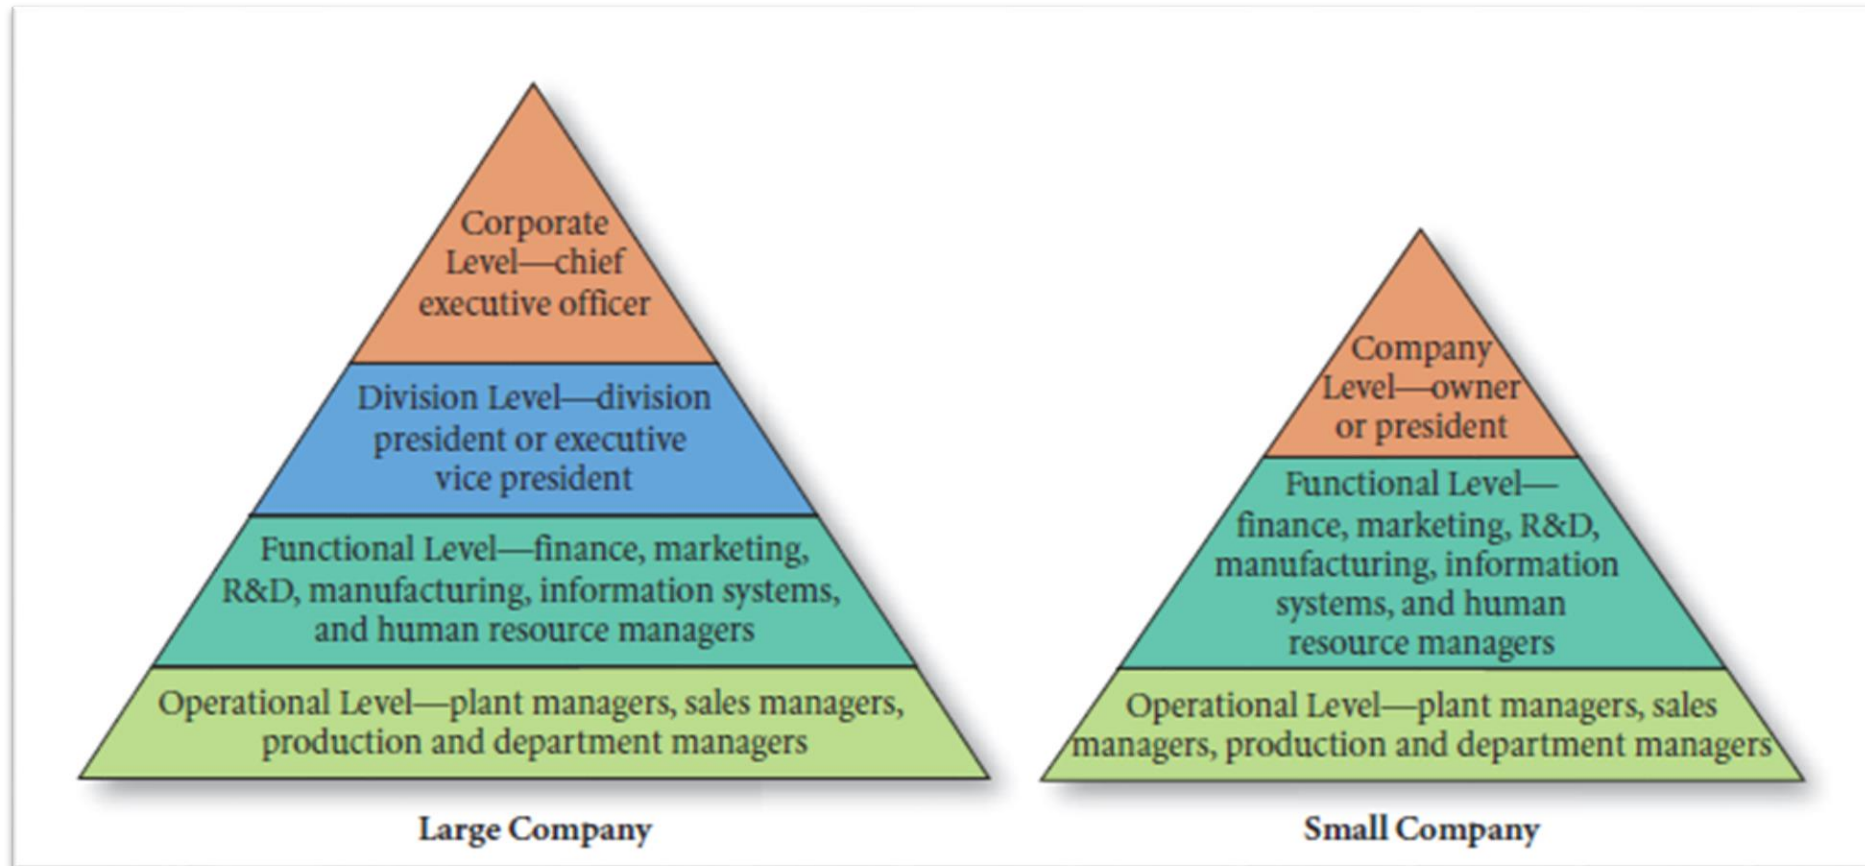 Corporate
Level—chief
executive officer
Division Level—division
president or executive
vice president
Functional Level—finance, marketing,
R&D, manufacturing, information systems,
and human resource managers
Operational Level—plant managers, sales managers,
production and department managers
Large Company
Company
Level—owner
or president
Functional Level—
finance, marketing, R&D,
manufacturing, information
systems, and human
resource managers
Operational Level—plant managers, sales
managers, production and department managers
Small Company